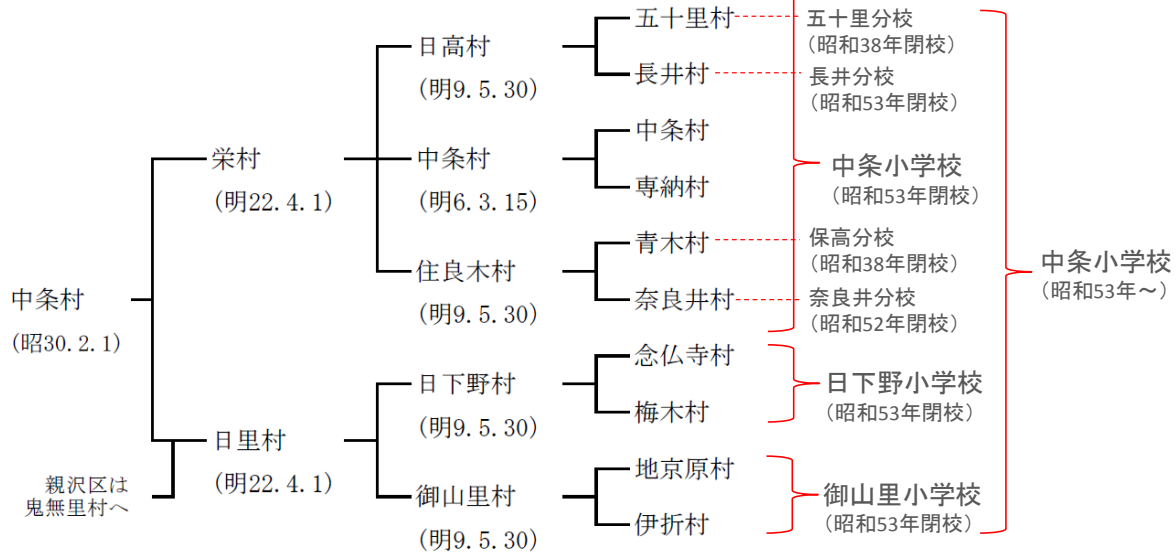 中条村
(昭30.2.1)
親沢区は
鬼無里村へ
栄村
(明22.4.1)
日里村
(明22.4.1)
日高村
(明9.5.30)
中条村
(明6.3.15)
住良木村
(明9.5.30)
日下野村
(明9.5.30)
御山里村
(明9.5.30)
五十里村
長井村
中条村
専納村
青木村
奈良井村
念仏寺村
梅木村
地京原村
伊折村
五十里分校
(昭和38年閉校)
長井分校
(昭和53年閉校)
中条小学校
(昭和53年閉校)
保高分校
(昭和38年閉校)
奈良井分校
(昭和52年閉校)
日下野小学校
(昭和53年閉校)
御山里小学校
(昭和53年閉校)
中条小学校
(昭和53年～)